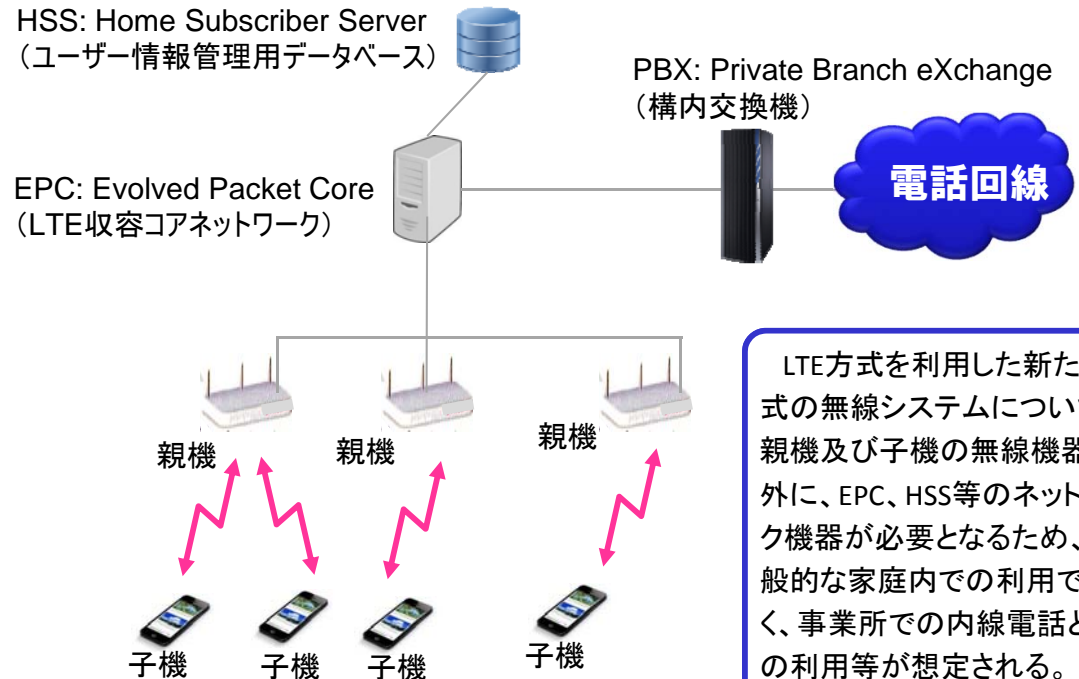 HSS: Home Subscriber Server
（ユーザー情報管理用データベース）
PBX: Private Branch eXchange
（構内交換機）
電話回線
EPC: Evolved Packet Core
（LTE収容コアネットワーク）
親機
親機
親機
子機
子機
子機
子機
LTE方式を利用した新た
式の無線システムについ
親機及び子機の無線機器
外に、EPC、HSS等のネット
ク機器が必要となるため、
般的な家庭内での利用で
く、事業所での内線電話と
の利用等が想定される。